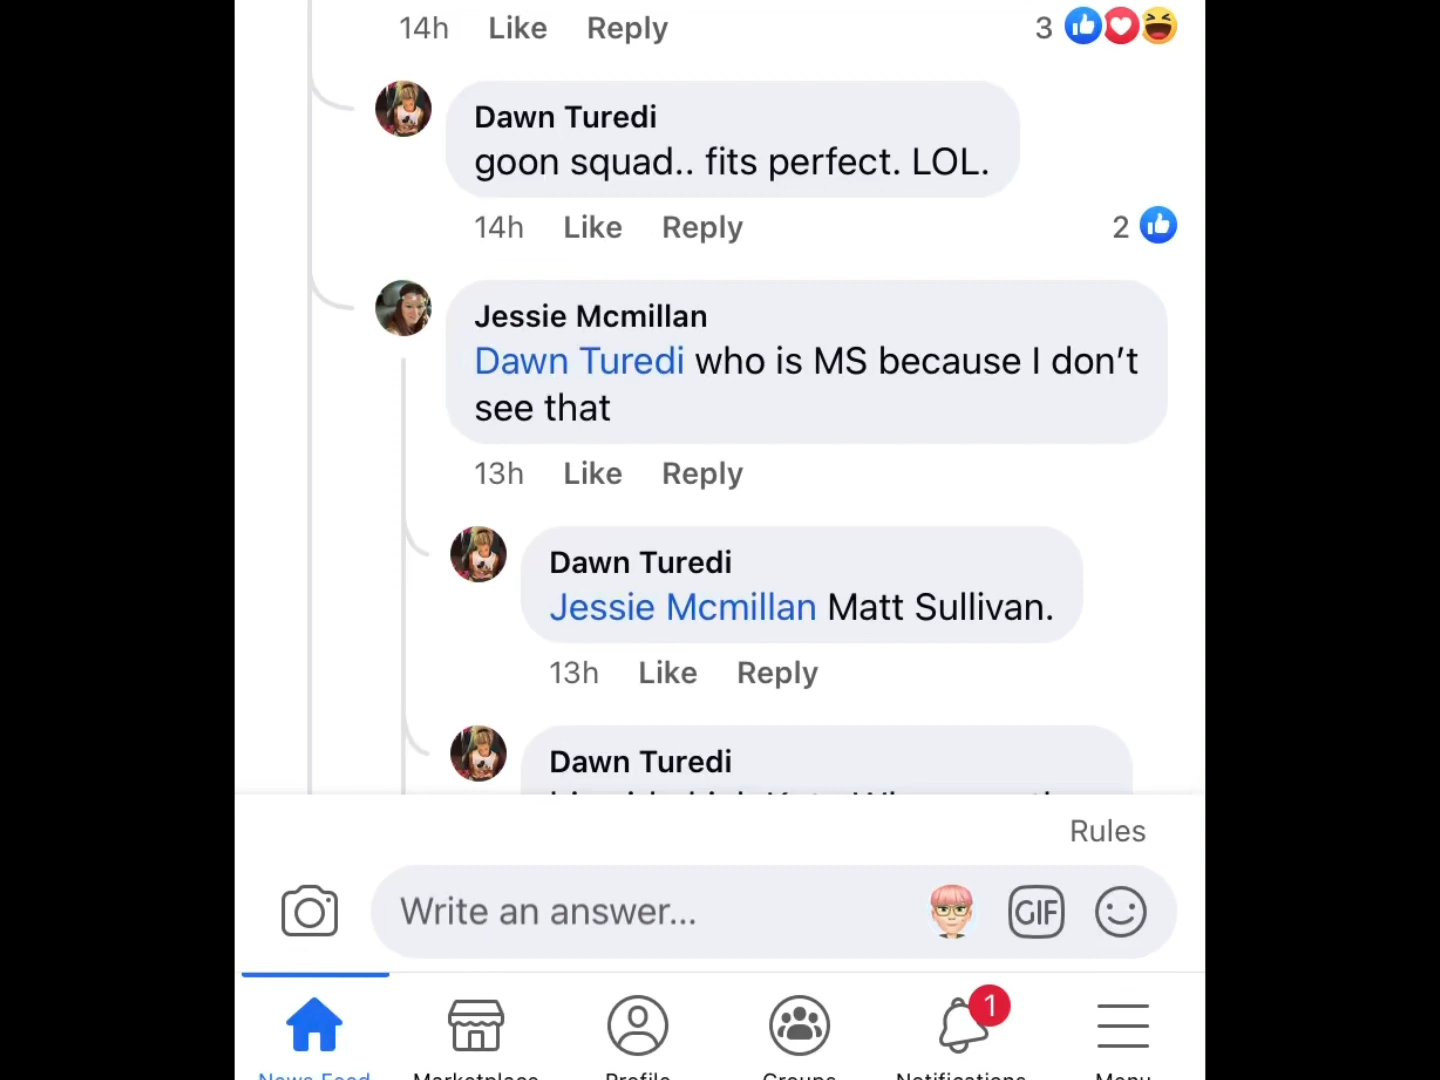 14h Like Reply 3
Dawn Turedi
goon squad.. fits perfect. LOL.
14h Like Reply 2
Jessie Mcmillan
Dawn Turedi who is MS because I don’t
see that
13h Like Reply
Dawn Turedi
Jessie Mcmillan Matt Sullivan.
13h Like Reply
Dawn Turedi
Rules
Write an answer...
GIF
1
News Feed Marketplace Profile Groups Notifications Menu